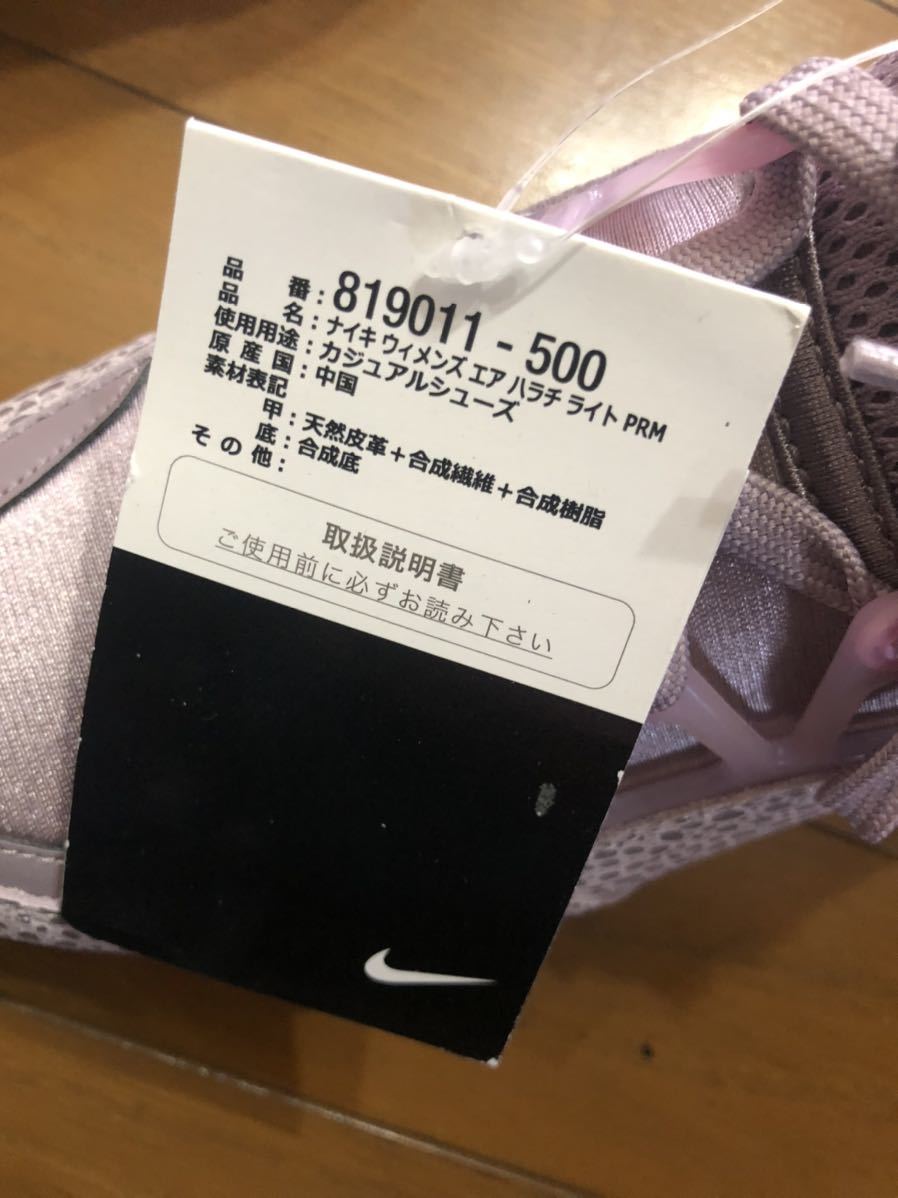 品番：819011 - 500
品名：ナイキ ウィメンズ エア ハラチ ライト PRM
使用用途：カジュアルシューズ
原産国：中国
素材表記
甲：天然皮革＋合成繊維＋合成樹脂
底：合成底
その他：
取扱説明書
ご使用前に必ずお読み下さい